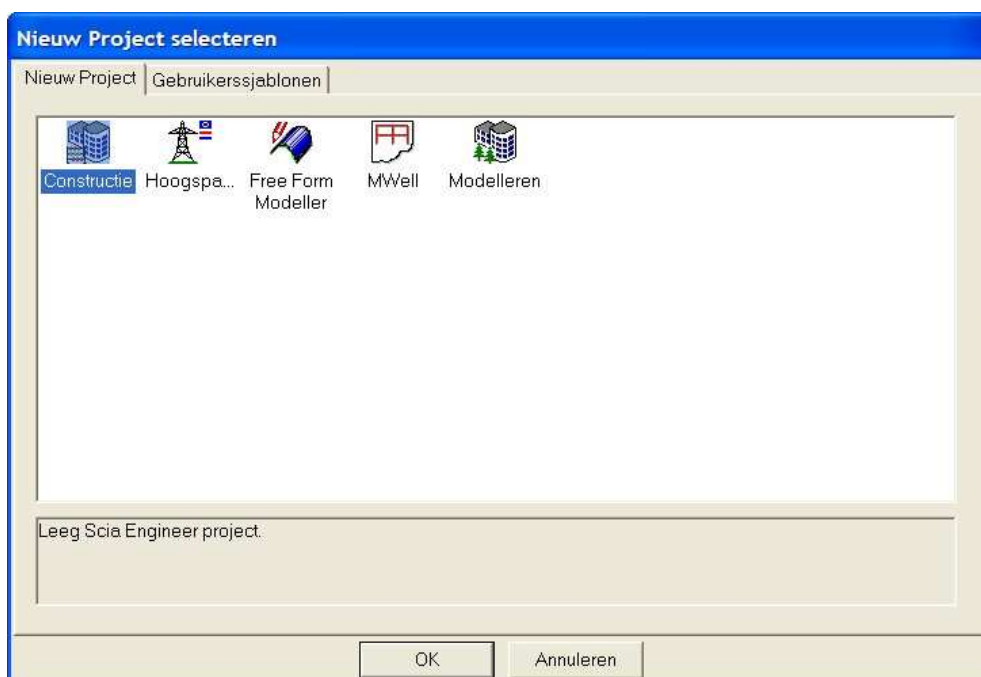 Nieuw Project selecteren
Nieuw Project Gebruikerssjablonen
Constructie Hoogspa... Free Form Modeller MWell Modelleren
Leeg Scia Engineer project.
OK Annuleren